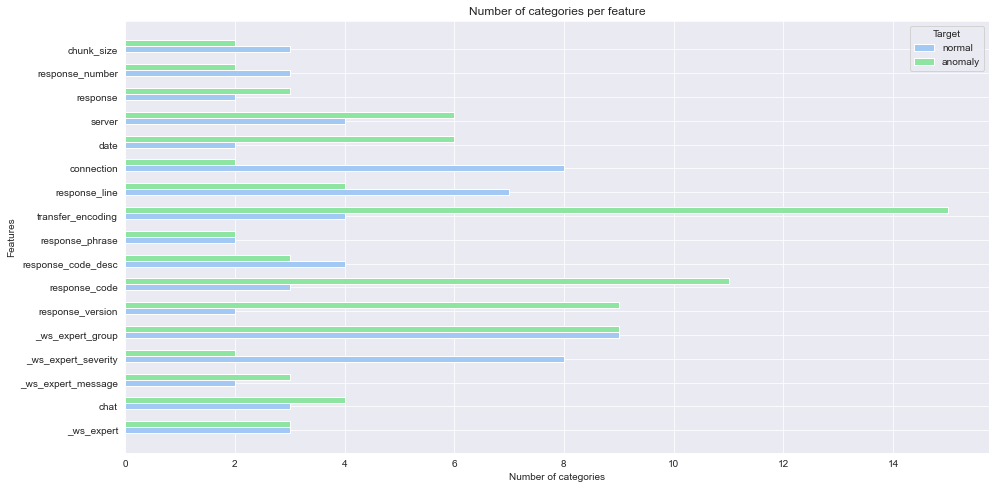 Number of categories per feature
Target
normal
anomaly
chunk_size
response_number
response
server
date
connection
response_line
transfer_encoding
response_phrase
response_code_desc
response_code
response_version
_ws_expert_group
_ws_expert_severity
_ws_expert_message
chat
_ws_expert
Features
0 2 4 6 8 10 12 14
Number of categories